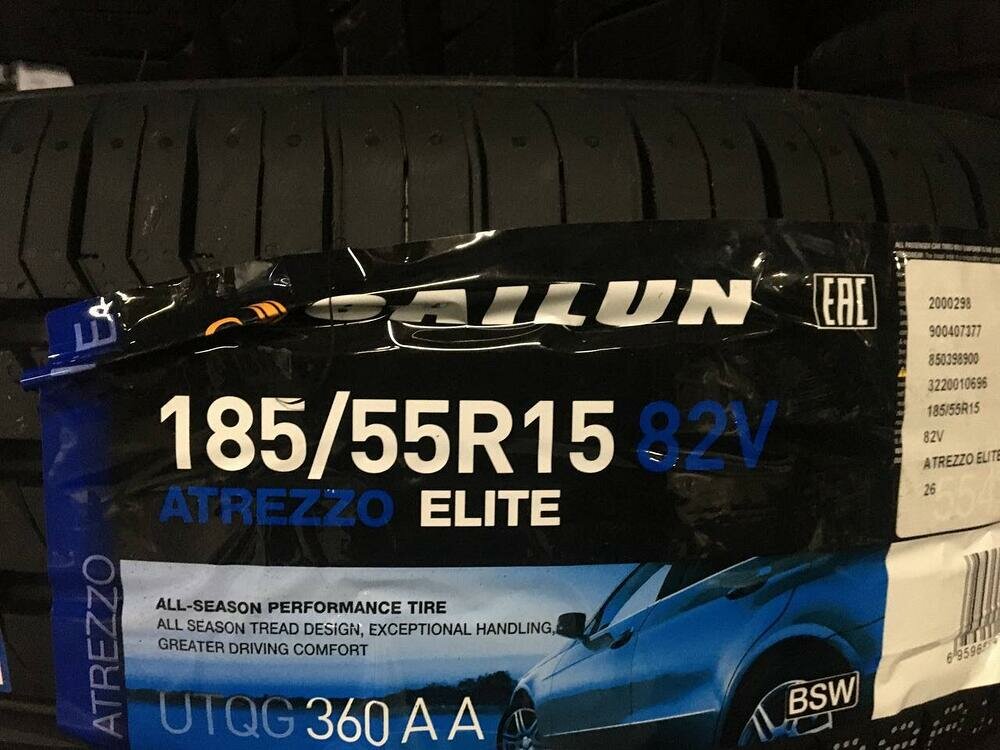 SAILUN
EAC
185/55R15 82V
ATREZZO ELITE
ALL-SEASON PERFORMANCE TIRE
ALL SEASON TREAD DESIGN, EXCEPTIONAL HANDLING,
GREATER DRIVING COMFORT
UTQG 360 A A
BSW
ATREZZO
2000298
900407377
850398900
3220010696
185/55R15
82V
ATREZZO ELITE
26